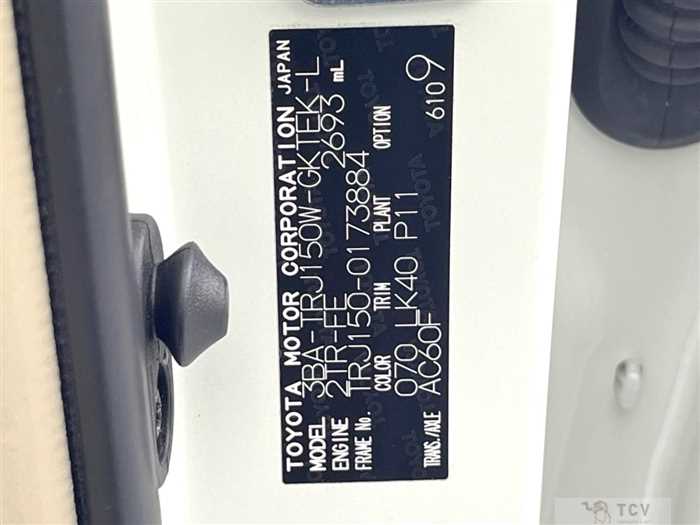 TOYOTA MOTOR CORPORATION JAPAN
MODEL 3BA-TRJ150W-GKTEK-L
ENGINE 2TR-FE 2693 mL
FRAME No. TRJ150-0173884
COLOR TRIM PLANT OPTION
070 LK40 P11 6109
TRANS./AXLE AC60F
TCV